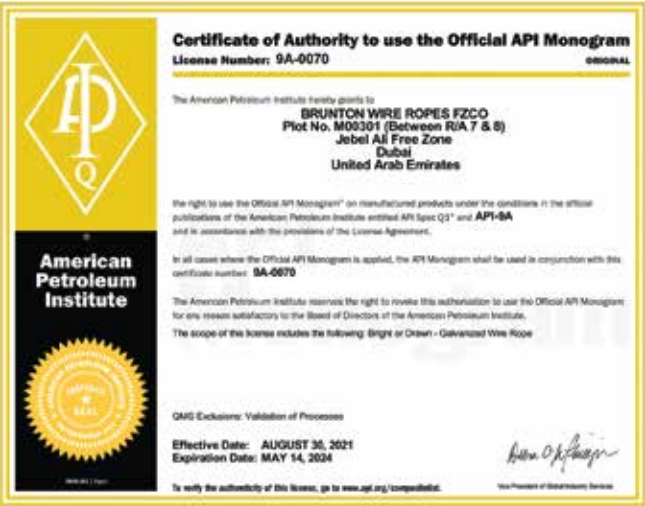 Certificate of Authority to use the Official API Monogram
License Number: 9A-0070
ORIGINAL
The American Petroleum Institute hereby grants to
BRUNTON WIRE ROPES FZCO
Plot No. M00301 (Between R/A 7 & 8)
Jebel Ali Free Zone
Dubai
United Arab Emirates
the right to use the Official API Monogram® on manufactured products under the conditions in the official
publications of the American Petroleum Institute entitled API Spec Q1® and API-9A
and in accordance with the provisions of the License Agreement.
In all cases where the Official API Monogram is applied, the API Monogram shall be used in conjunction with this
certificate number: 9A-0070
The American Petroleum Institute reserves the right to revoke this authorization to use the Official API Monogram
for any reason satisfactory to the Board of Directors of the American Petroleum Institute.
The scope of this license includes the following: Bright or Drawn - Galvanized Wire Rope
QMS Exclusions: Validation of Processes
Effective Date: AUGUST 30, 2021
Expiration Date: MAY 14, 2024
To verify the authenticity of this license, go to www.api.org/compositelist.
Vice President of Global Industry Services
API
Q
American
Petroleum
Institute
SEAL